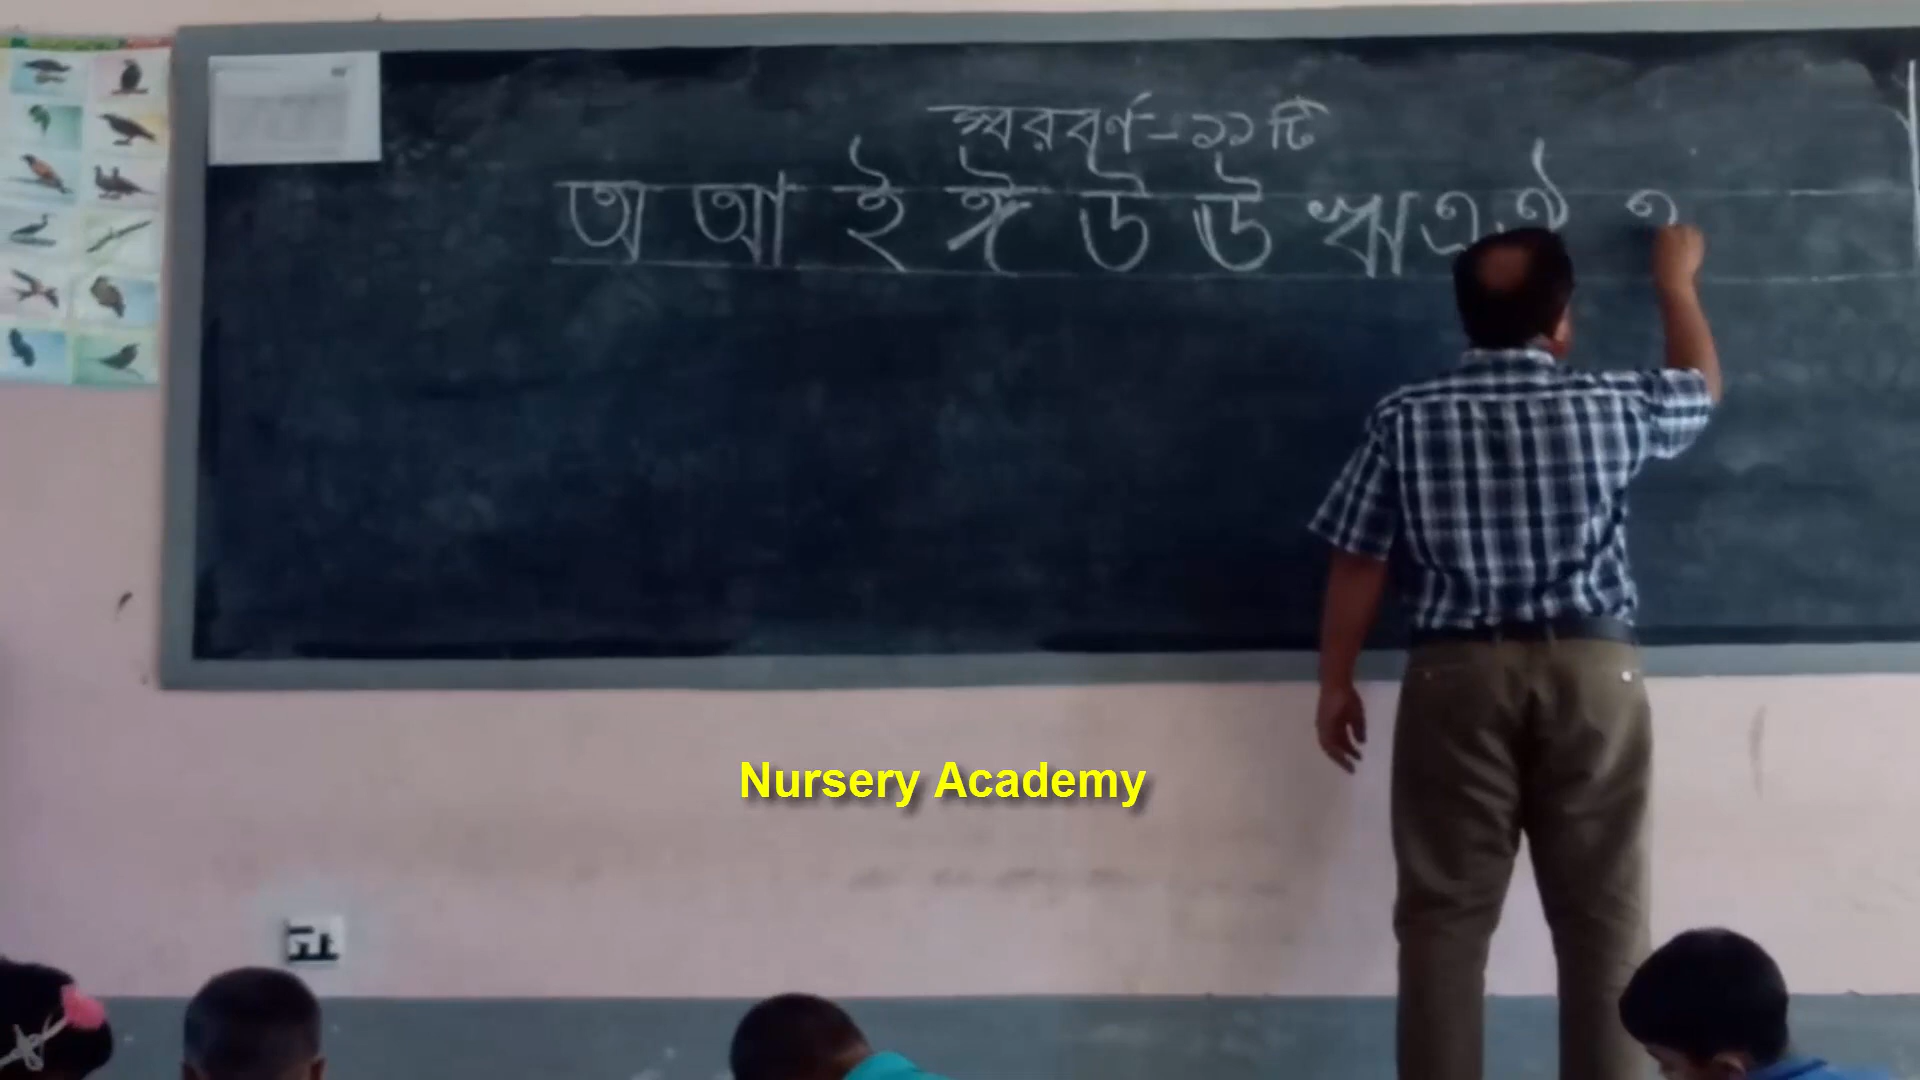 স্বরবর্ণ-১১টি
অ আ ই ঈ উ ঊ ঋ এ ঐ
Nursery Academy